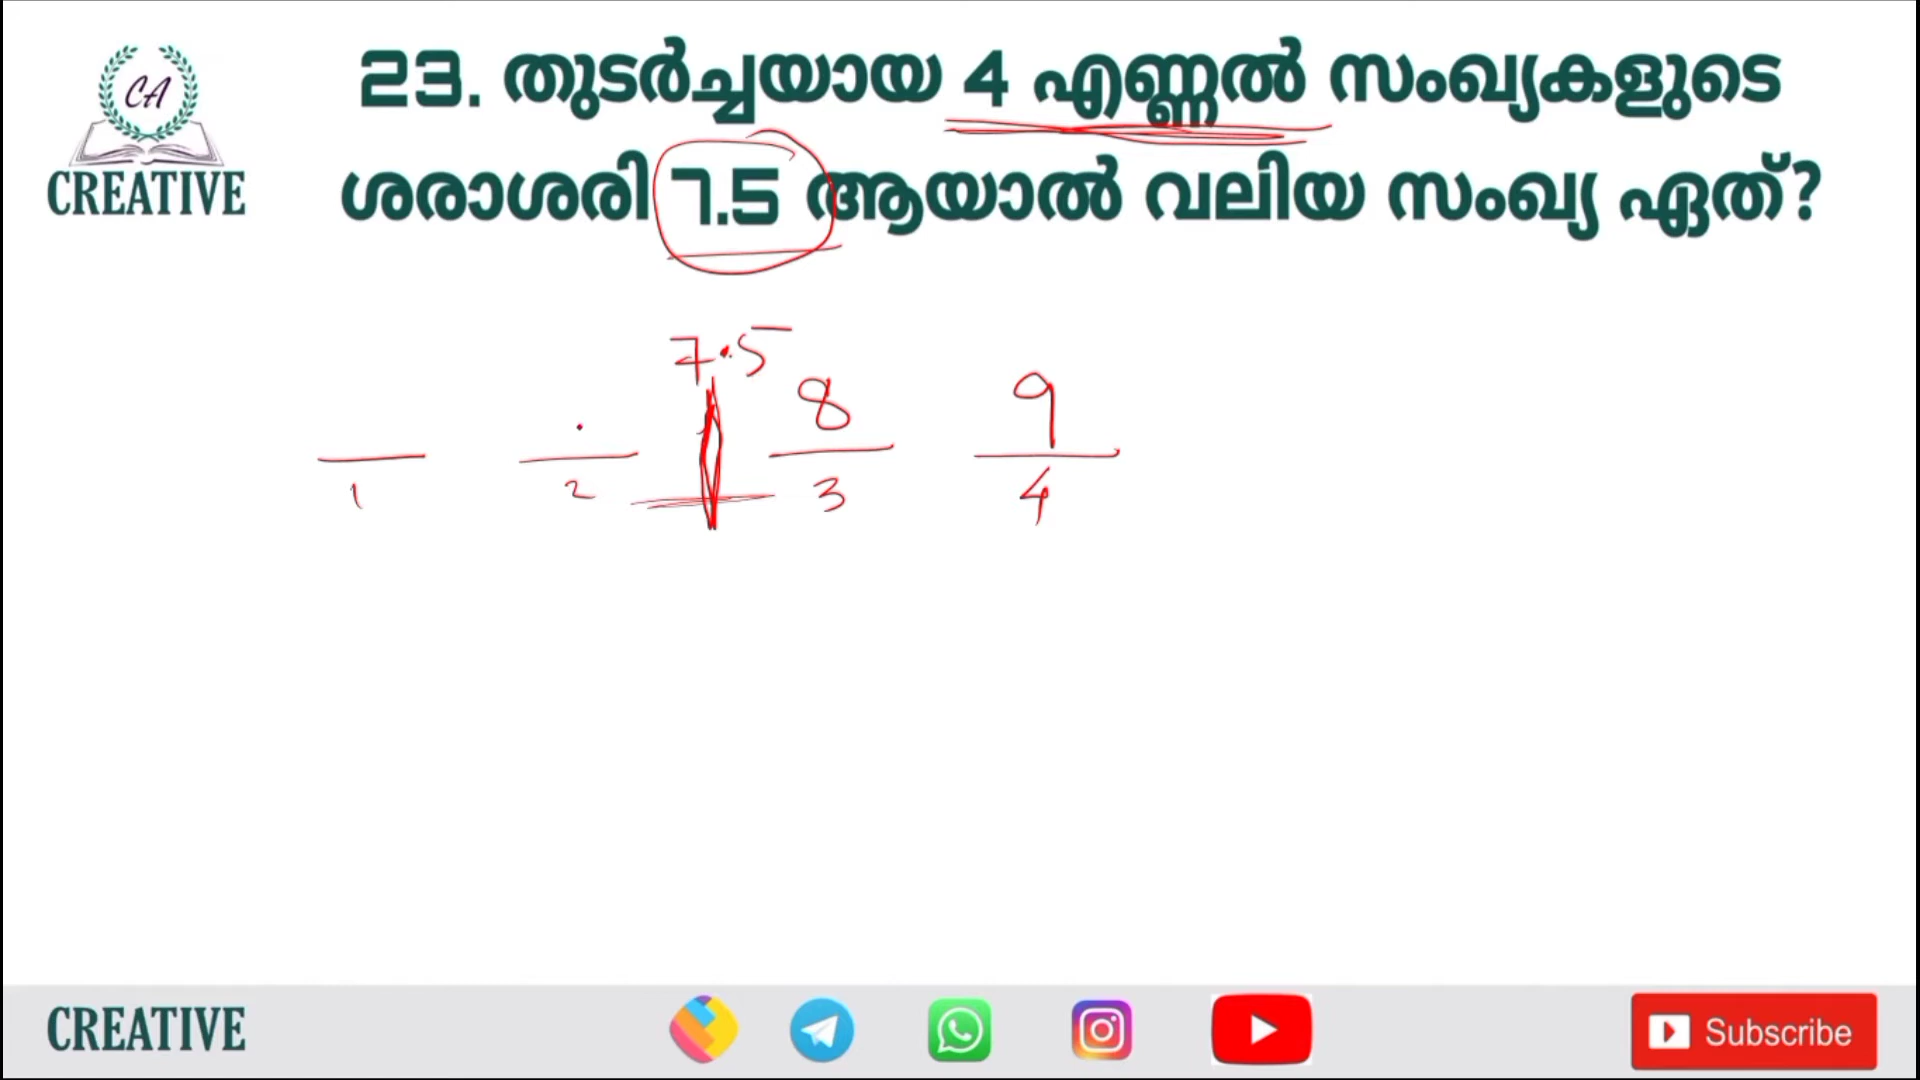 CA
CREATIVE
23. തുടർച്ചയായ 4 എണ്ണൽ സംഖ്യകളുടെ
ശരാശരി 7.5 ആയാൽ വലിയ സംഖ്യ ഏത്?
7.5
8 9
1 2 3 4
CREATIVE
Subscribe